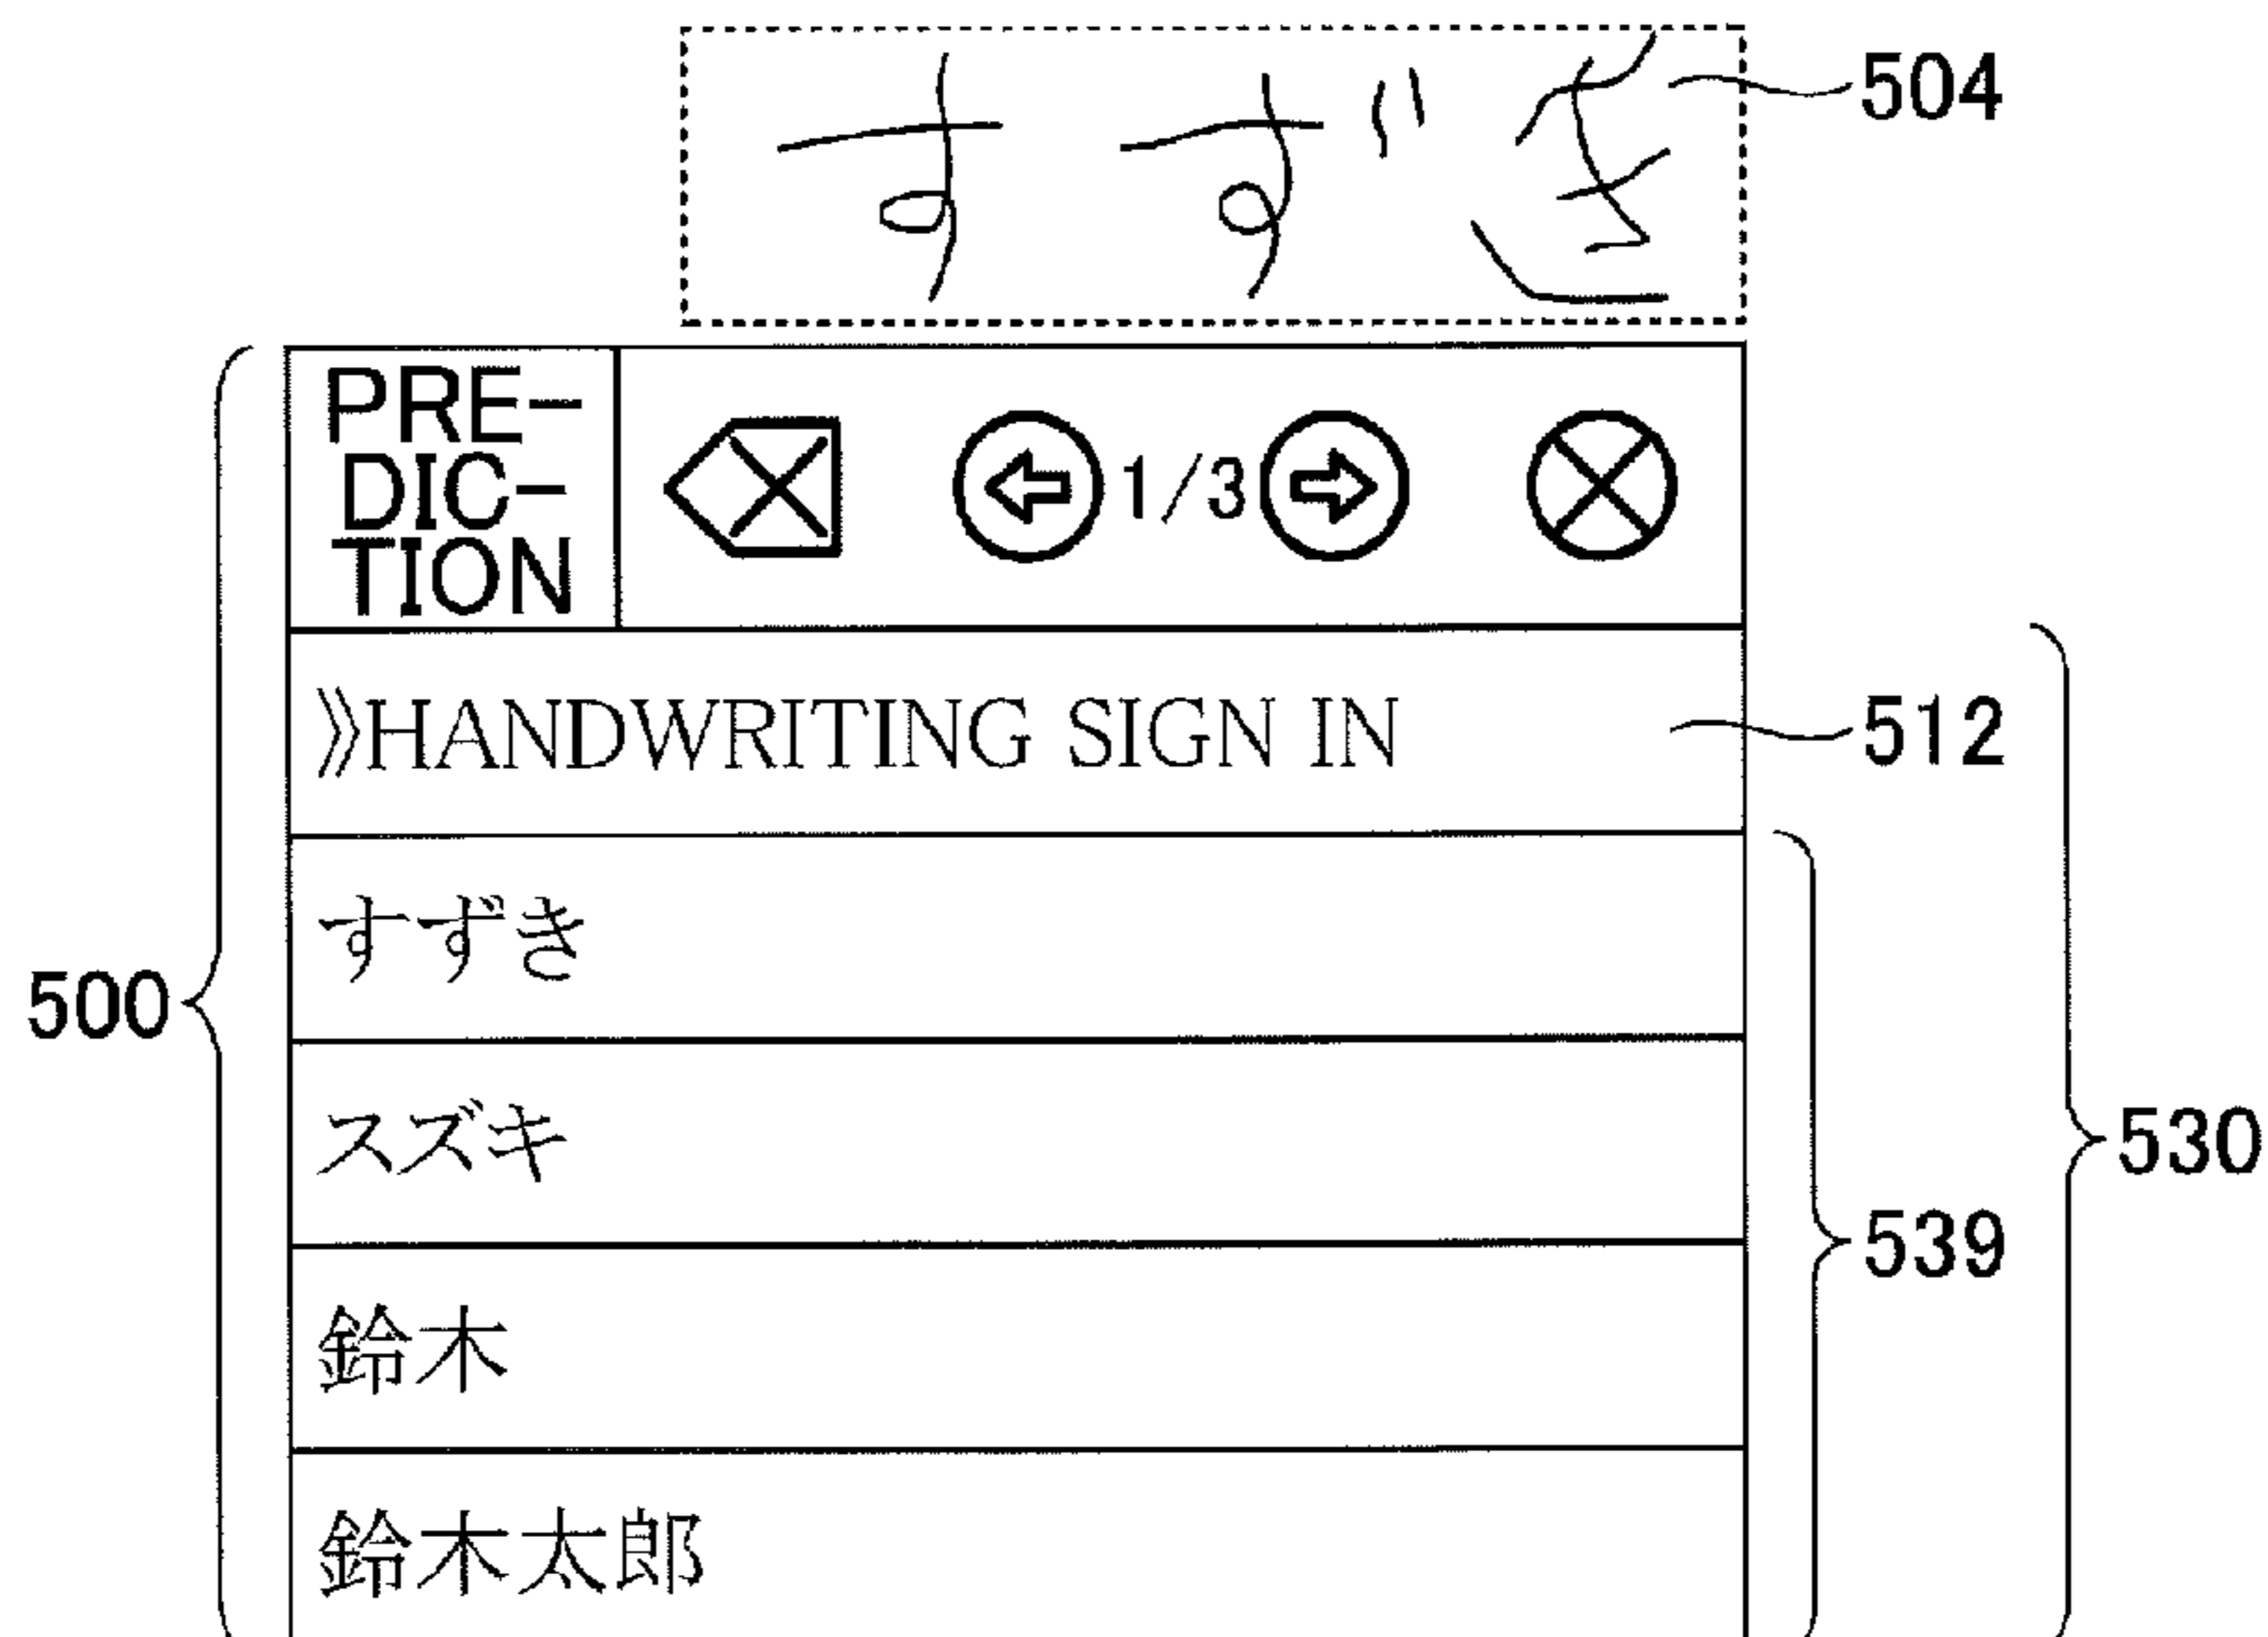 すずき
504
PRE-
DIC-
TION
1/3
》HANDWRITING SIGN IN
512
すずき
500
スズキ
530
539
鈴木
鈴木太郎